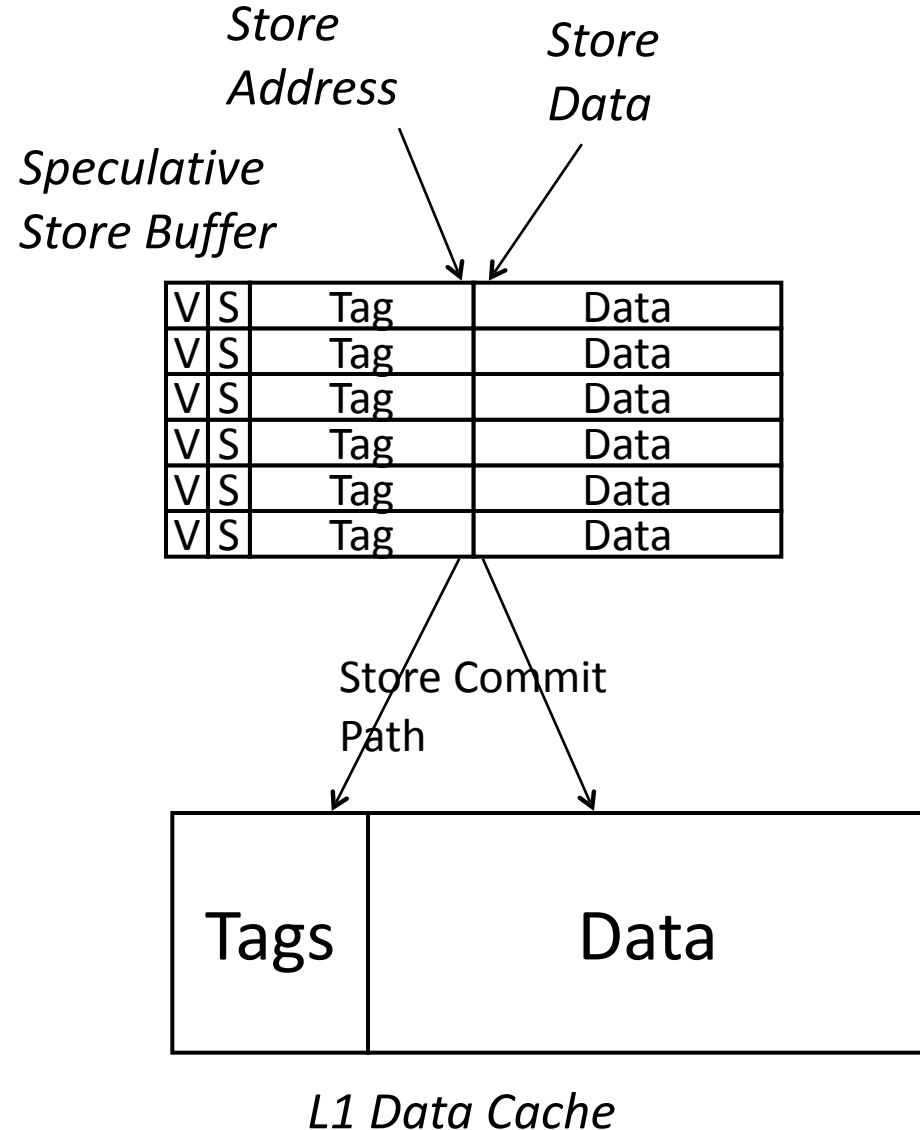 Store
Address
Store
Data
Speculative
Store Buffer
V S Tag Data
V S Tag Data
V S Tag Data
V S Tag Data
V S Tag Data
V S Tag Data
Store Commit
Path
Tags Data
L1 Data Cache